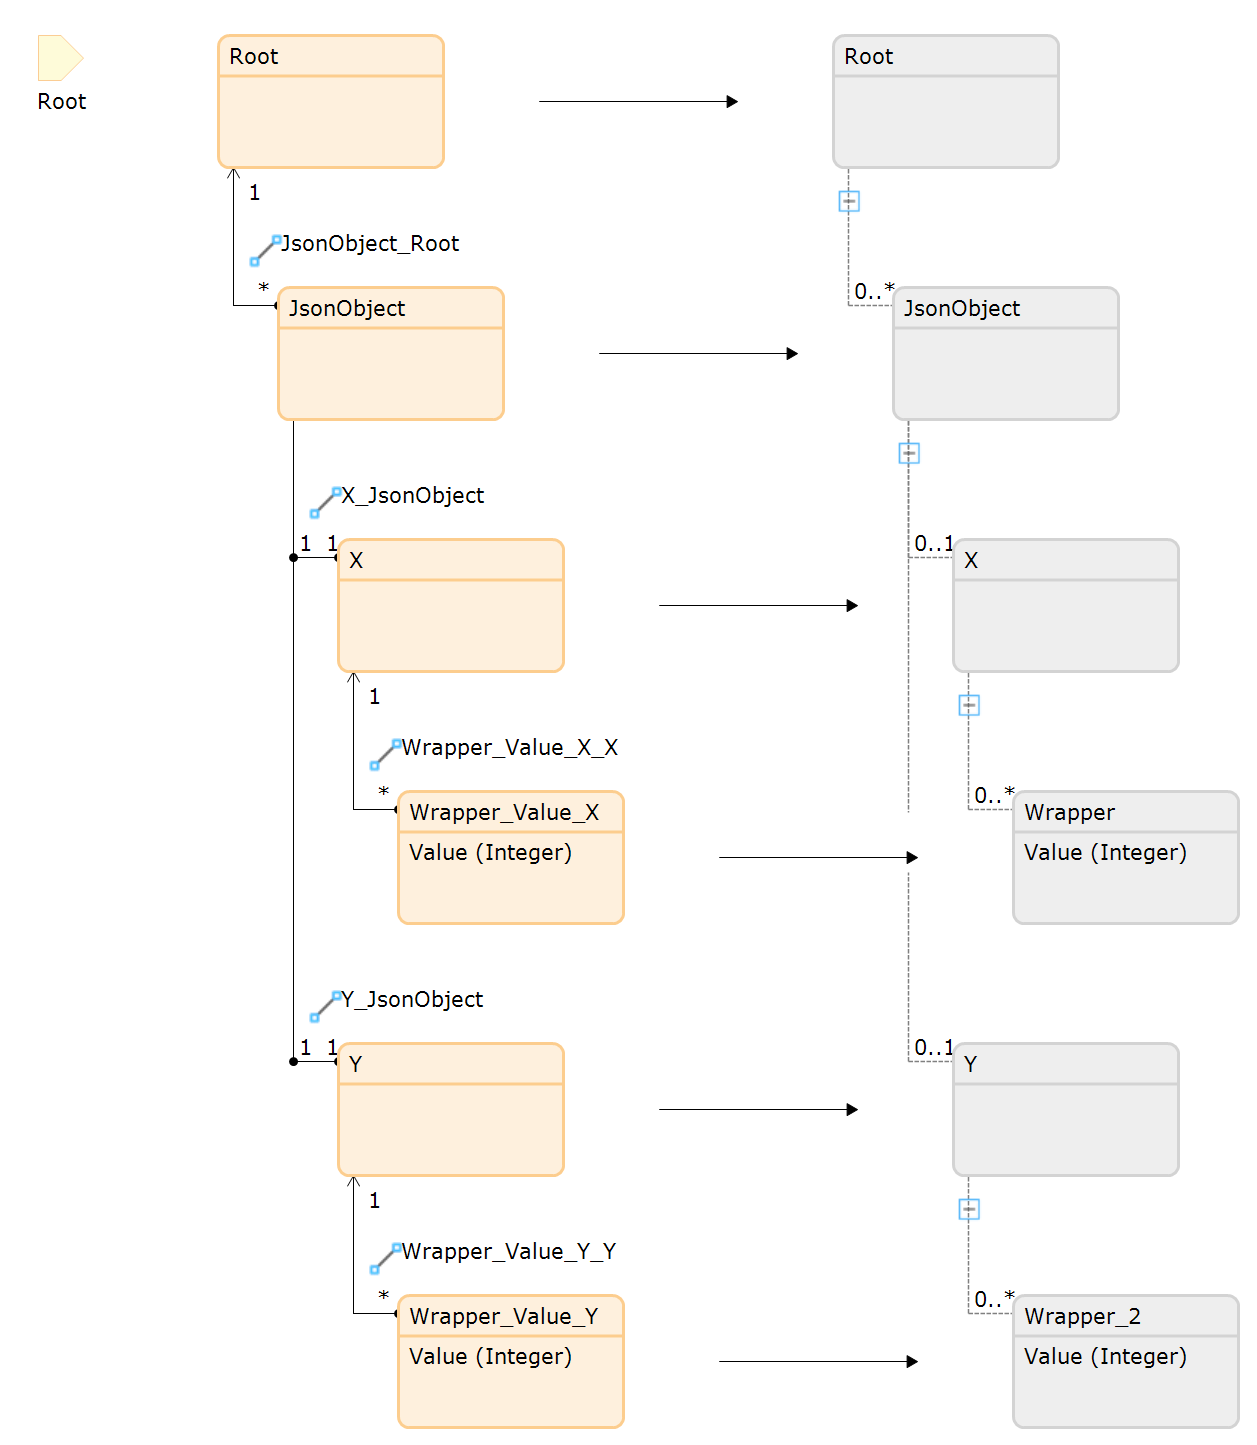 Root
Root
Root
1
JsonObject_Root
*
0..*
JsonObject
JsonObject
X_JsonObject
1 1
0..1
X
X
1
Wrapper_Value_X_X
*
0..*
Wrapper_Value_X
Wrapper
Value (Integer)
Value (Integer)
Y_JsonObject
1 1
0..1
Y
Y
1
Wrapper_Value_Y_Y
*
0..*
Wrapper_Value_Y
Wrapper_2
Value (Integer)
Value (Integer)